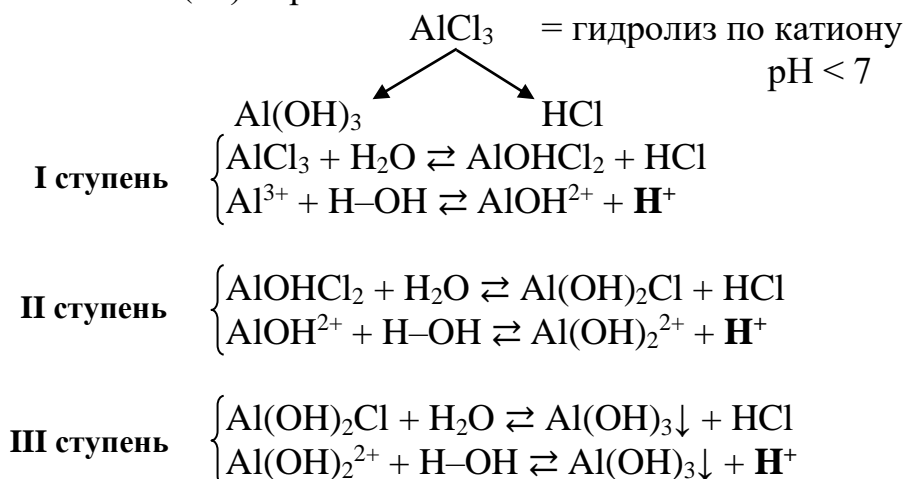 AlCl₃ = гидролиз по катиону
pH < 7
Al(OH)₃ HCl
I ступень
AlCl₃ + H₂O ⇄ AlOHCl₂ + HCl
Al³⁺ + H–OH ⇄ AlOH²⁺ + H⁺
II ступень
AlOHCl₂ + H₂O ⇄ Al(OH)₂Cl + HCl
AlOH²⁺ + H–OH ⇄ Al(OH)₂²⁺ + H⁺
III ступень
Al(OH)₂Cl + H₂O ⇄ Al(OH)₃↓ + HCl
Al(OH)₂²⁺ + H–OH ⇄ Al(OH)₃↓ + H⁺